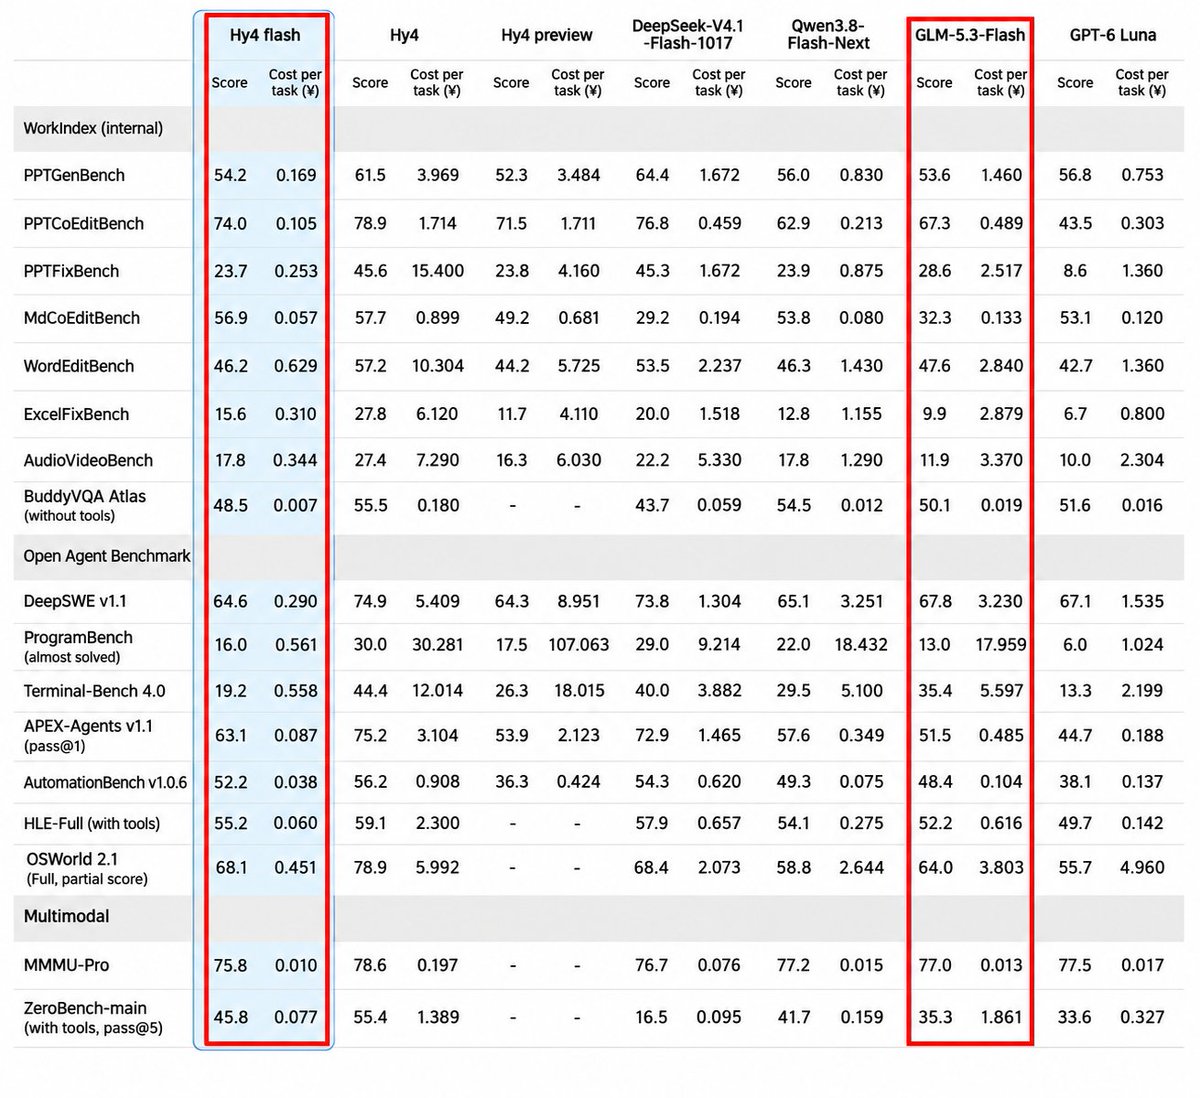 Hy4 flash Hy4 Hy4 preview DeepSeek-V4.1-Flash-1017 Qwen3.8-Flash-Next GLM-5.3-Flash GPT-6 Luna
Score Cost per task (¥) Score Cost per task (¥) Score Cost per task (¥) Score Cost per task (¥) Score Cost per task (¥) Score Cost per task (¥) Score Cost per task (¥)
WorkIndex (internal)
PPTGenBench 54.2 0.169 61.5 3.969 52.3 3.484 64.4 1.672 56.0 0.830 53.6 1.460 56.8 0.753
PPTCoEditBench 74.0 0.105 78.9 1.714 71.5 1.711 76.8 0.459 62.9 0.213 67.3 0.489 43.5 0.303
PPTFixBench 23.7 0.253 45.6 15.400 23.8 4.160 45.3 1.672 23.9 0.875 28.6 2.517 8.6 1.360
MdCoEditBench 56.9 0.057 57.7 0.899 49.2 0.681 29.2 0.194 53.8 0.080 32.3 0.133 53.1 0.120
WordEditBench 46.2 0.629 57.2 10.304 44.2 5.725 53.5 2.237 46.3 1.430 47.6 2.840 42.7 1.360
ExcelFixBench 15.6 0.310 27.8 6.120 11.7 4.110 20.0 1.518 12.8 1.155 9.9 2.879 6.7 0.800
AudioVideoBench 17.8 0.344 27.4 7.290 16.3 6.030 22.2 5.330 17.8 1.290 11.9 3.370 10.0 2.304
BuddyVQA Atlas
(without tools) 48.5 0.007 55.5 0.180 - - 43.7 0.059 54.5 0.012 50.1 0.019 51.6 0.016
Open Agent Benchmark
DeepSWE v1.1 64.6 0.290 74.9 5.409 64.3 8.951 73.8 1.304 65.1 3.251 67.8 3.230 67.1 1.535
ProgramBench
(almost solved) 16.0 0.561 30.0 30.281 17.5 107.063 29.0 9.214 22.0 18.432 13.0 17.959 6.0 1.024
Terminal-Bench 4.0 19.2 0.558 44.4 12.014 26.3 18.015 40.0 3.882 29.5 5.100 35.4 5.597 13.3 2.199
APEX-Agents v1.1
(pass@1) 63.1 0.087 75.2 3.104 53.9 2.123 72.9 1.465 57.6 0.349 51.5 0.485 44.7 0.188
AutomationBench v1.0.6 52.2 0.038 56.2 0.908 36.3 0.424 54.3 0.620 49.3 0.075 48.4 0.104 38.1 0.137
HLE-Full (with tools) 55.2 0.060 59.1 2.300 - - 57.9 0.657 54.1 0.275 52.2 0.616 49.7 0.142
OSWorld 2.1
(Full, partial score) 68.1 0.451 78.9 5.992 - - 68.4 2.073 58.8 2.644 64.0 3.803 55.7 4.960
Multimodal
MMMU-Pro 75.8 0.010 78.6 0.197 - - 76.7 0.076 77.2 0.015 77.0 0.013 77.5 0.017
ZeroBench-main
(with tools, pass@5) 45.8 0.077 55.4 1.389 - - 16.5 0.095 41.7 0.159 35.3 1.861 33.6 0.327